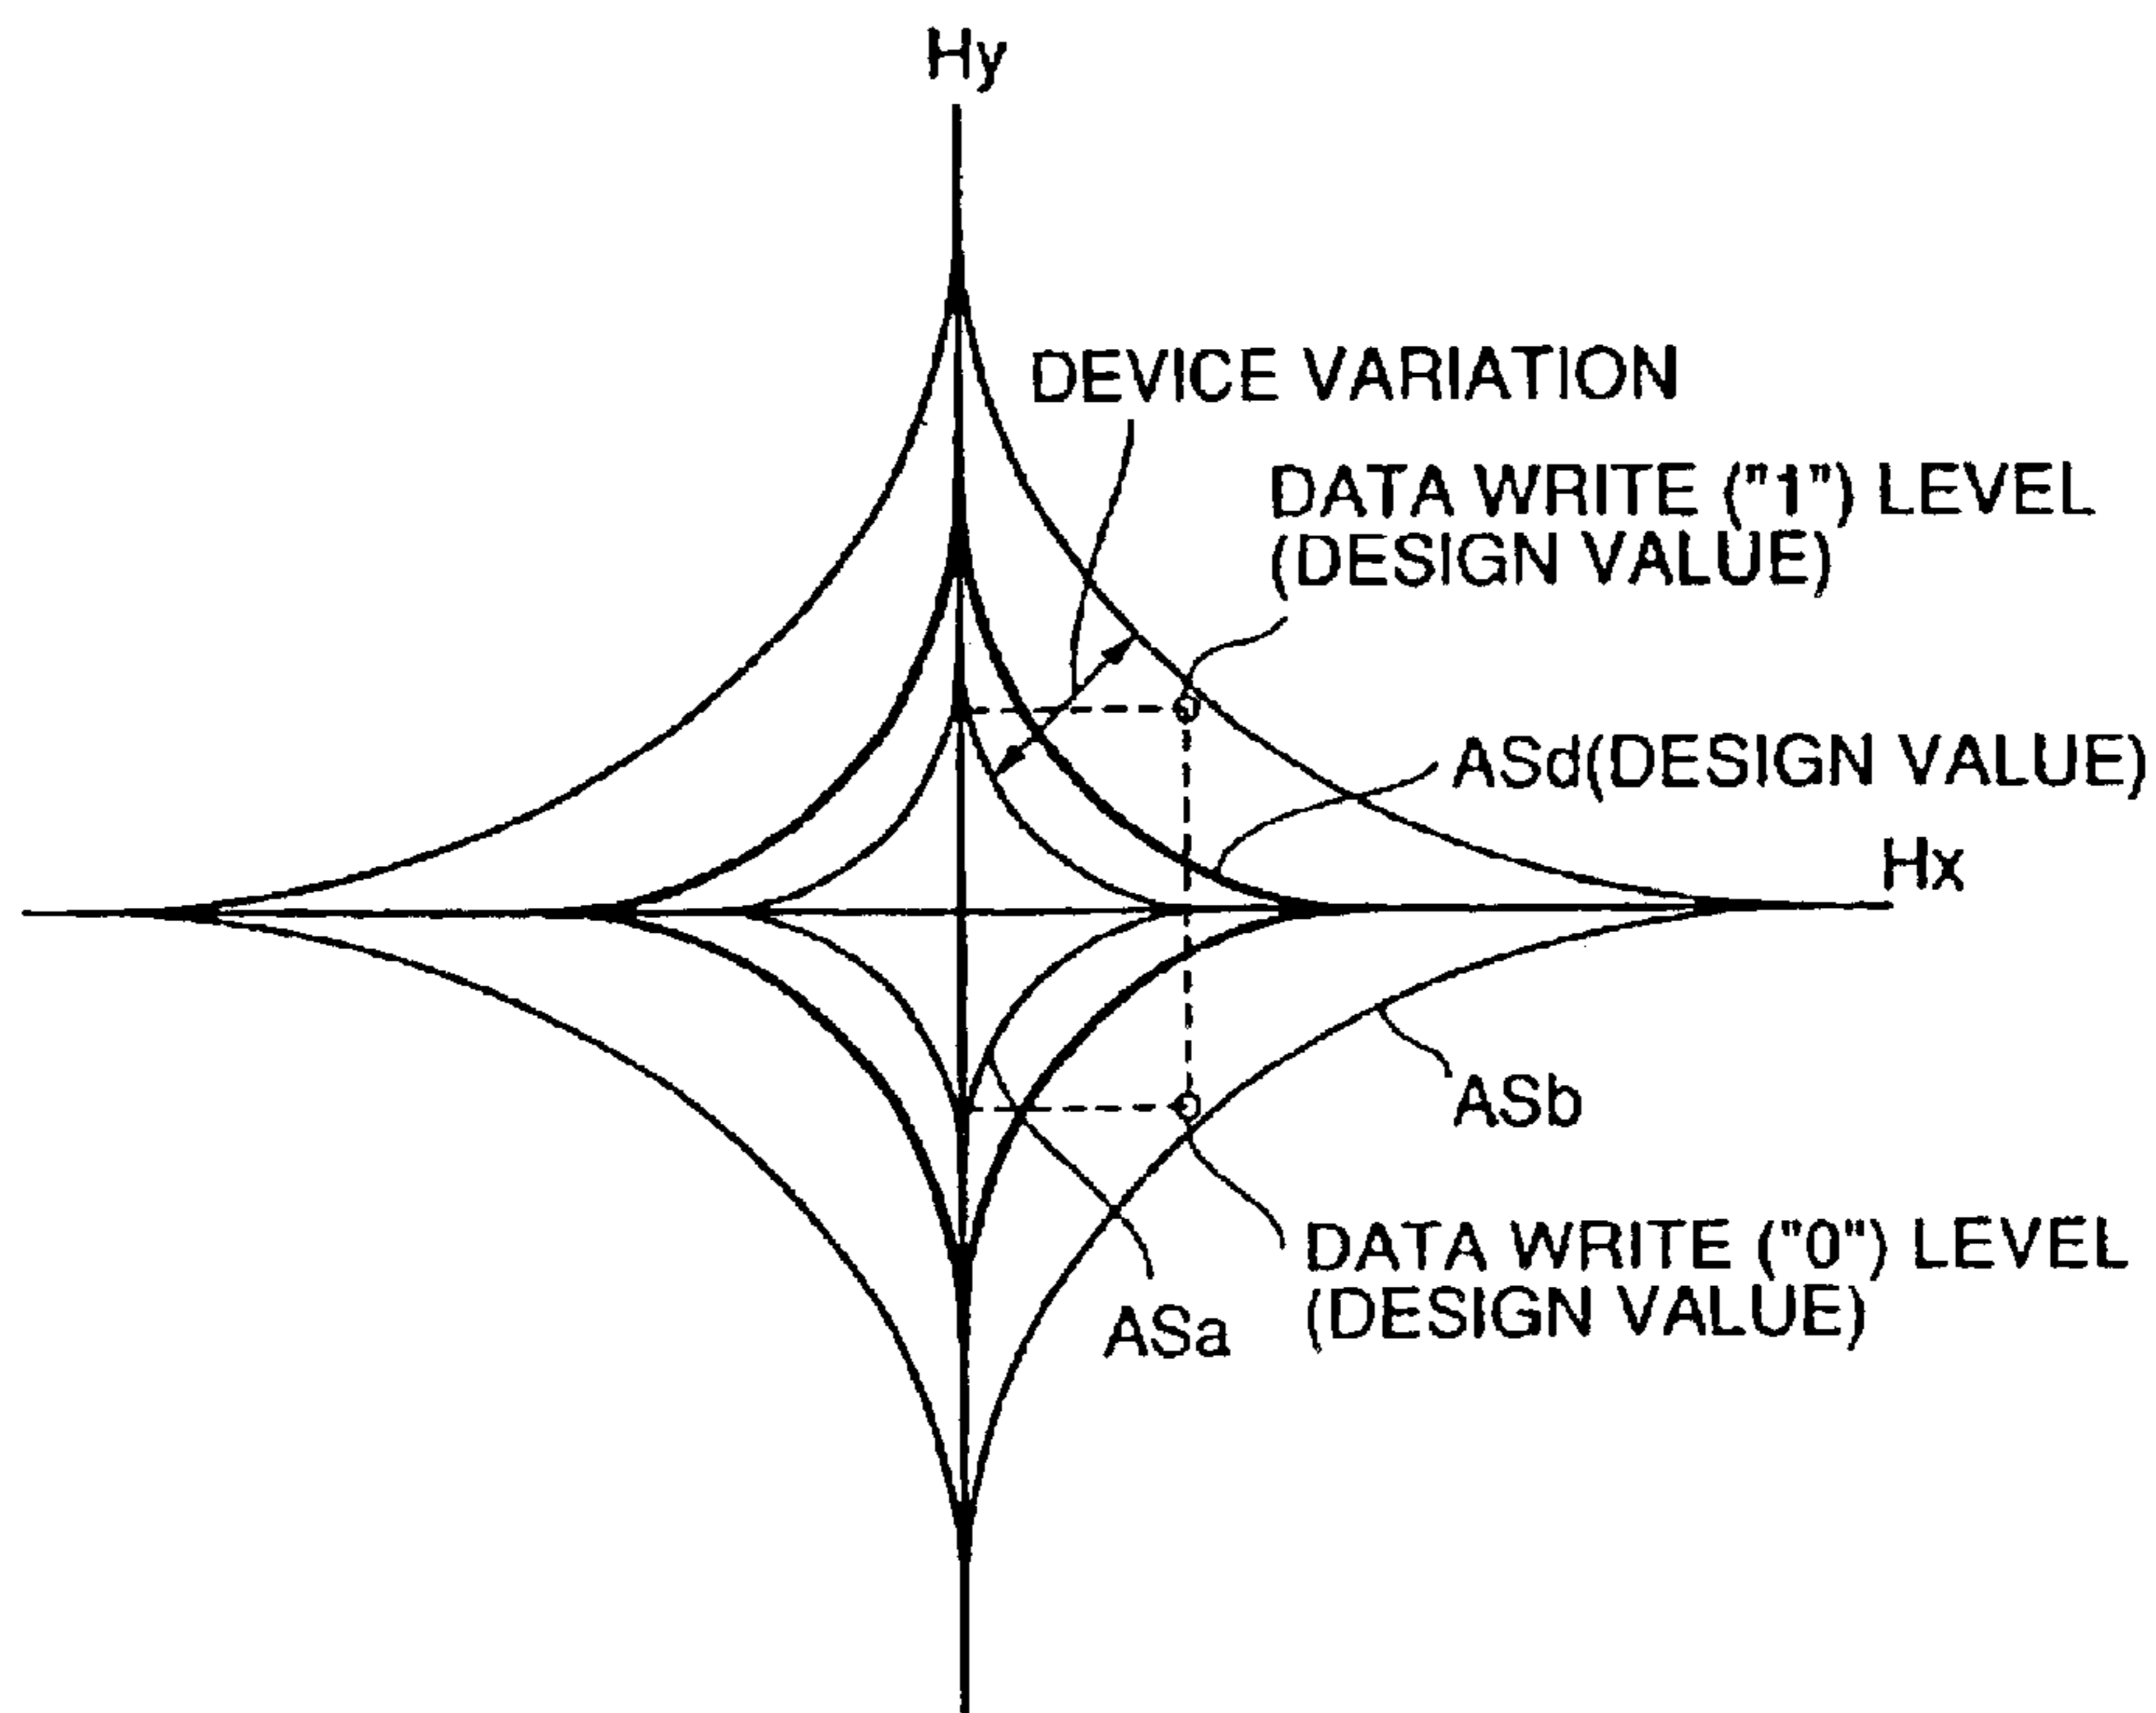 Hy
DEVICE VARIATION
DATA WRITE ("1") LEVEL
(DESIGN VALUE)
ASd(DESIGN VALUE)
Hx
ASb
DATA WRITE ("0") LEVEL
(DESIGN VALUE)
ASa